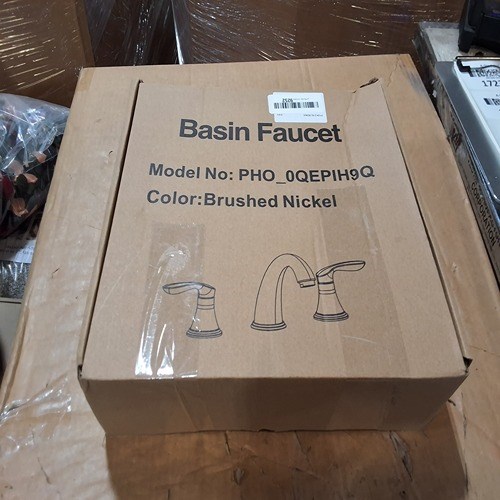 Basin Faucet
Model No: PHO_0QEPIH9Q
Color:Brushed Nickel